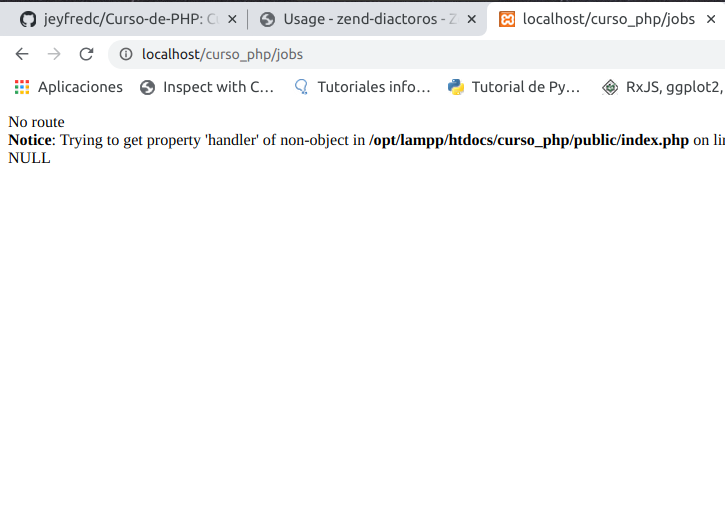 jeyfredc/Curso-de-PHP: C
Usage - zend-diactoros - Z
localhost/curso_php/jobs
localhost/curso_php/jobs
Aplicaciones
Inspect with C…
Tutoriales info…
Tutorial de Py…
RxJS, ggplot2,
No route
Notice: Trying to get property 'handler' of non-object in /opt/lampp/htdocs/curso_php/public/index.php on lin
NULL